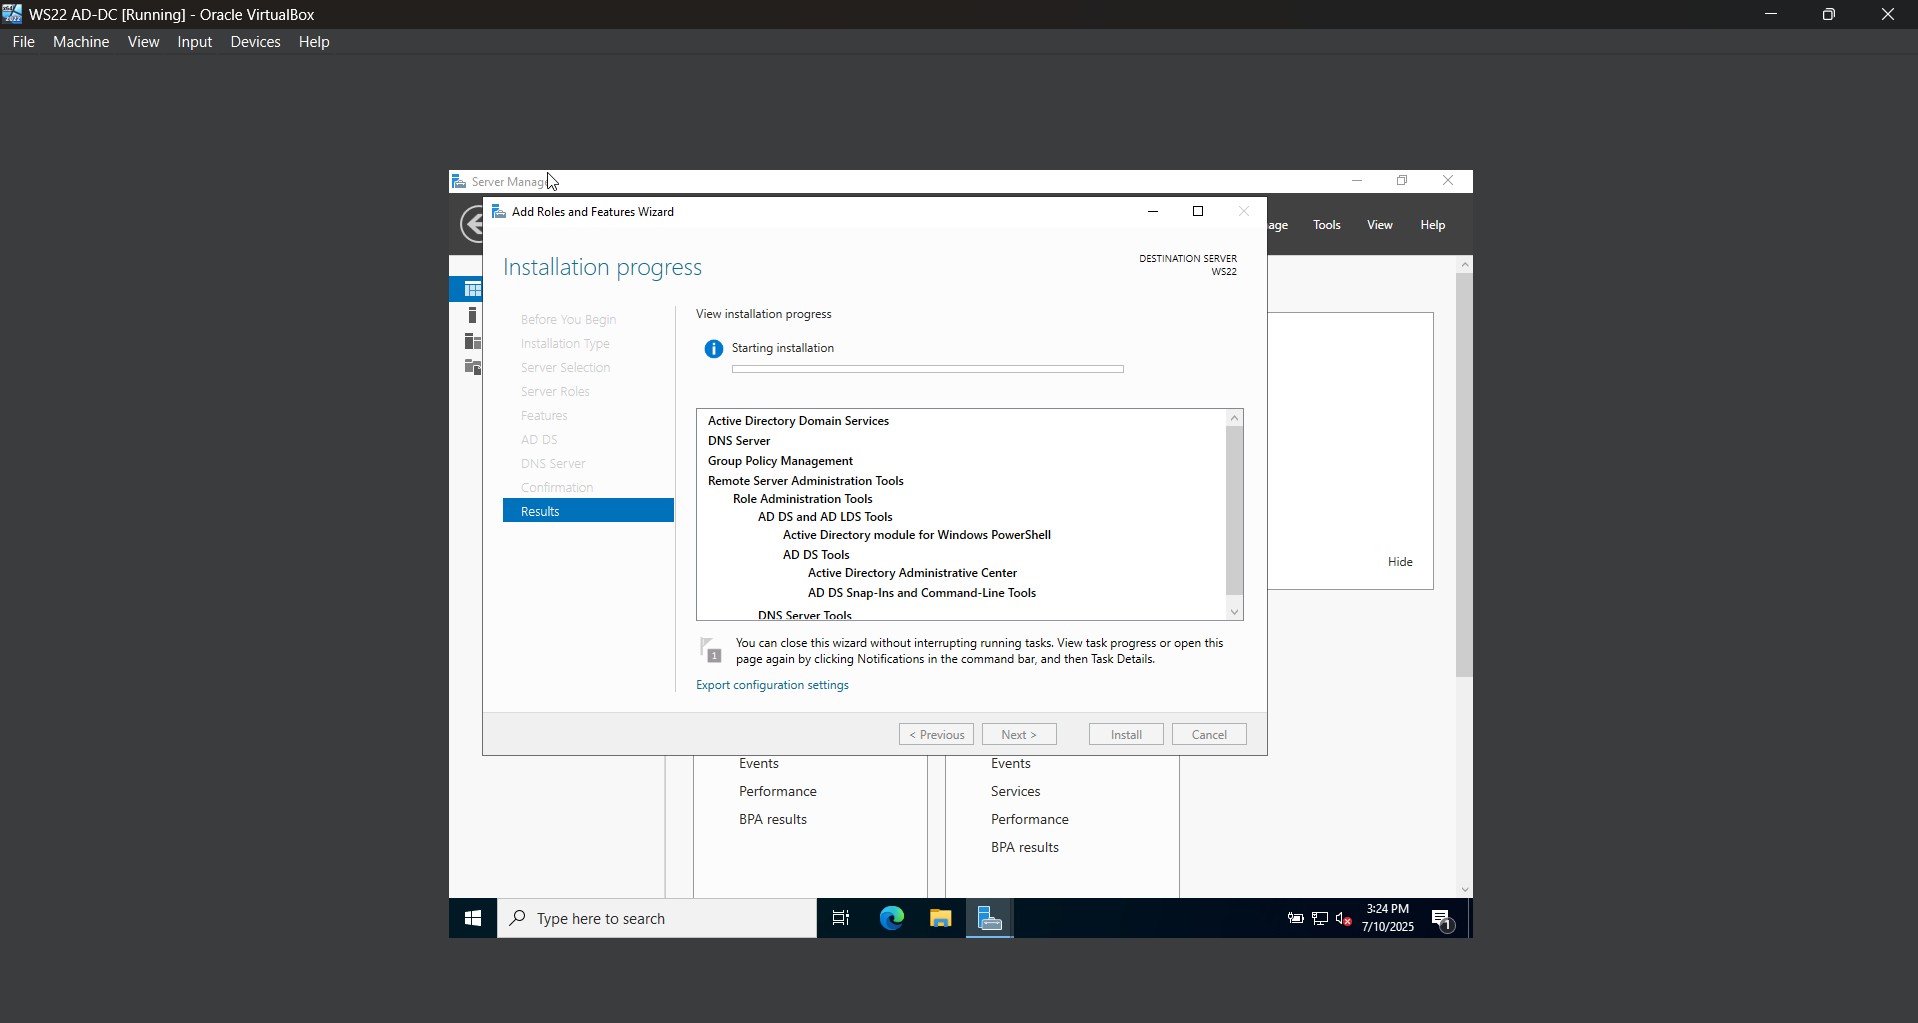 WS22 AD-DC [Running] - Oracle VirtualBox
File Machine View Input Devices Help
Server Manage
Add Roles and Features Wizard
age Tools View Help
Installation progress
DESTINATION SERVER
WS22
Before You Begin
Installation Type
Server Selection
Server Roles
Features
AD DS
DNS Server
Confirmation
Results
View installation progress
Starting installation
Active Directory Domain Services
DNS Server
Group Policy Management
Remote Server Administration Tools
Role Administration Tools
AD DS and AD LDS Tools
Active Directory module for Windows PowerShell
AD DS Tools
Active Directory Administrative Center
AD DS Snap-Ins and Command-Line Tools
DNS Server Tools
1
You can close this wizard without interrupting running tasks. View task progress or open this
page again by clicking Notifications in the command bar, and then Task Details.
Export configuration settings
< Previous
Next >
Install
Cancel
Hide
Events
Performance
BPA results
Events
Services
Performance
BPA results
Type here to search
3:24 PM
7/10/2025
1